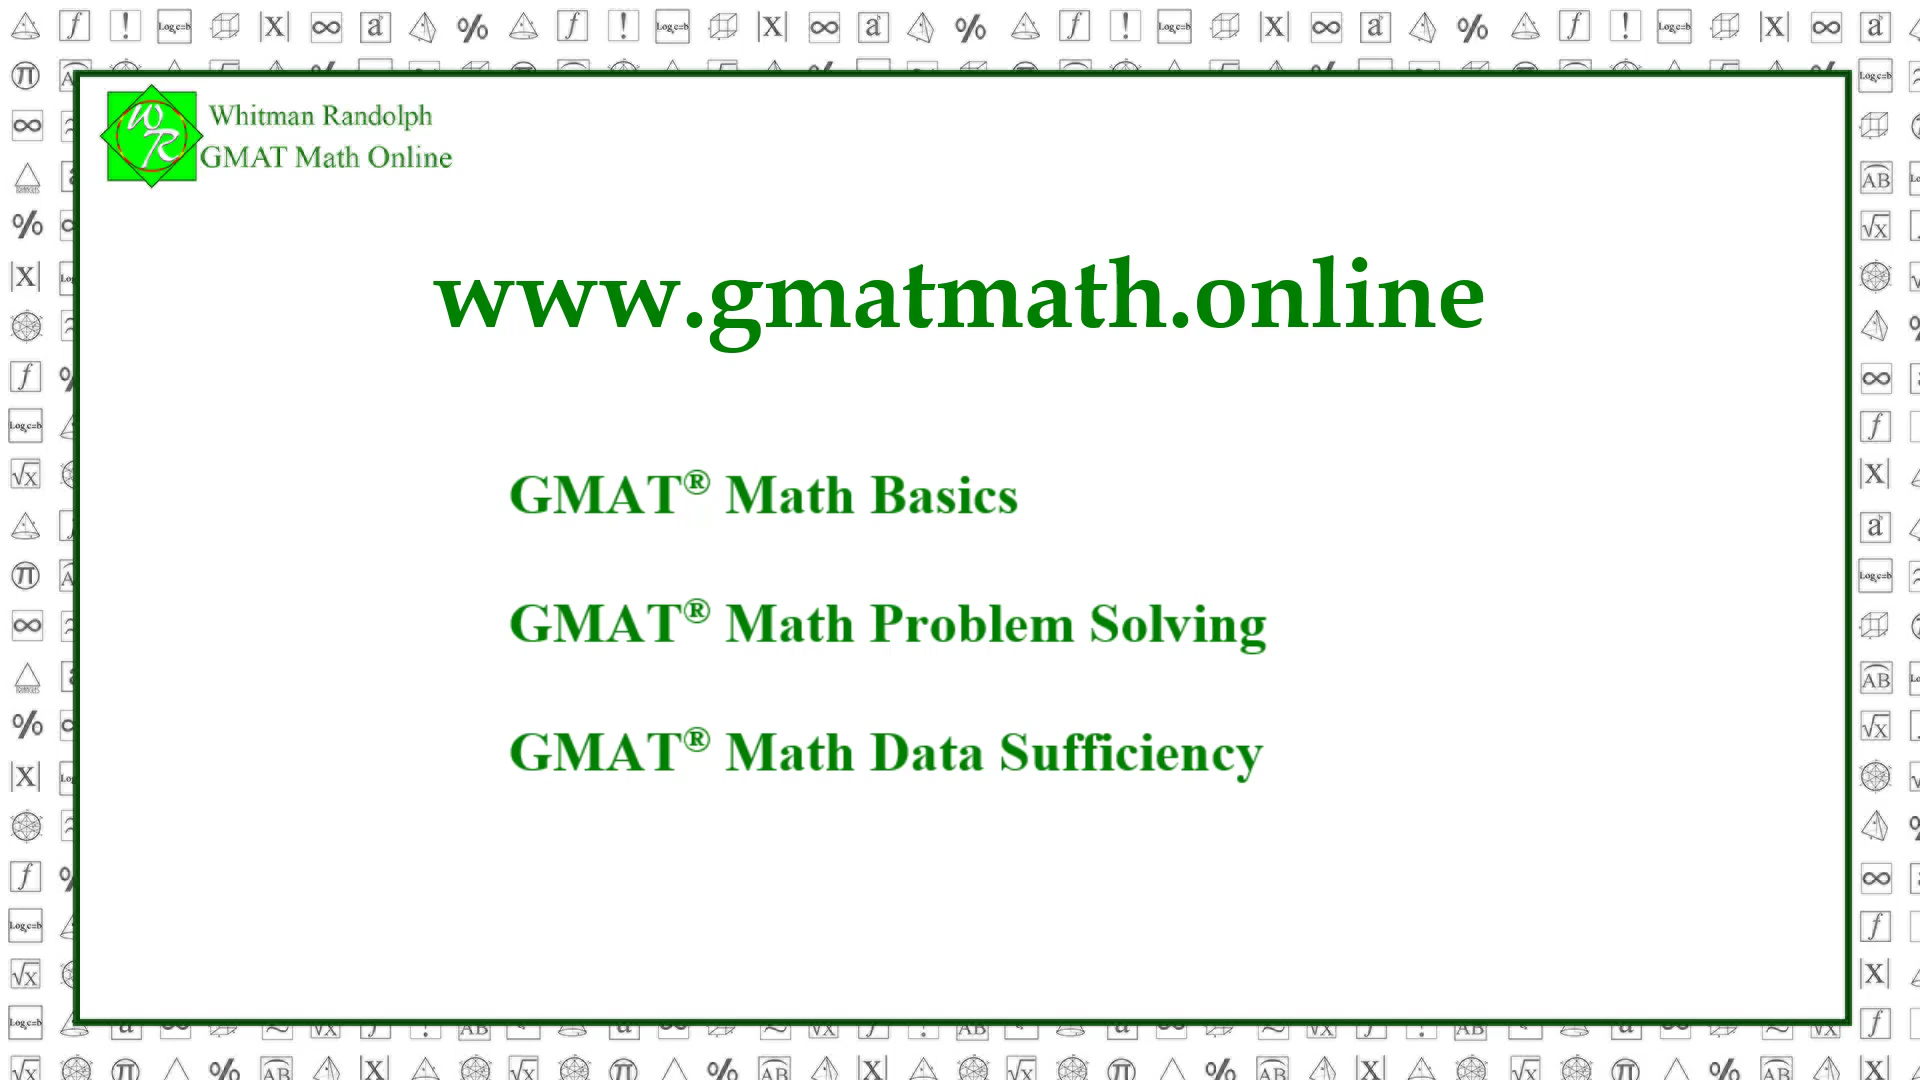 Whitman Randolph
GMAT Math Online
www.gmatmath.online
GMAT® Math Basics
GMAT® Math Problem Solving
GMAT® Math Data Sufficiency